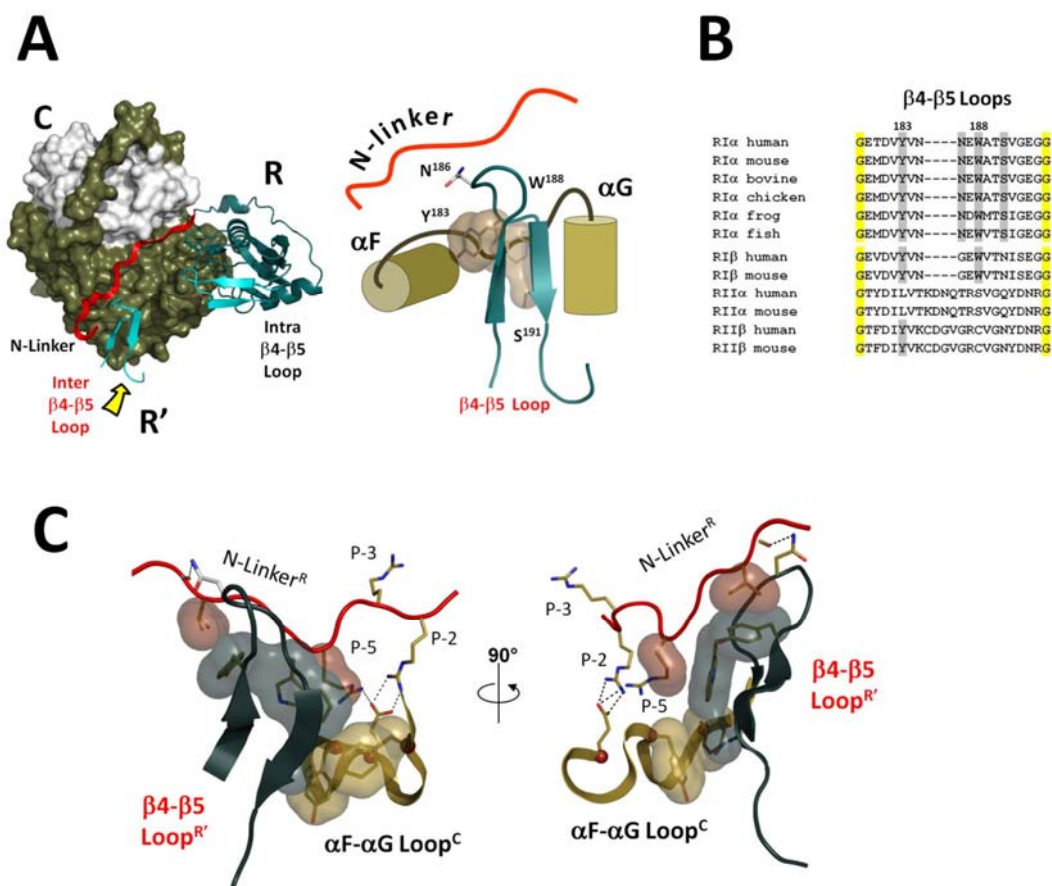 A
B
C
R
N-Linker
Intra
β4-β5
Loop
Inter
β4-β5
Loop
R'
N-linker
N186
W188
Y183
αF
αG
S191
β4-β5 Loop
β4-β5 Loops
183 188
RIα human GETDVYVN----NEWATSVGEGG
RIα mouse GEMDVYVN----NEWATSVGEGG
RIα bovine GEMDVYVN----NEWATSVGEGG
RIα chicken GEMDVYVN----NEWATSVGEGG
RIα frog GEMDVYVN----NDWMTSIGEGG
RIα fish GEMDVYVN----NEWVTSIGEGG
RIβ human GEVDVYVN----GEWVTNISEGG
RIβ mouse GEVDVYVN----GEWVTNISEGG
RIIα human GTYDILVTKDNQTRSVGQYDNRG
RIIα mouse GTYDILVTKDNQTRSVGQYDNRG
RIIβ human GTFDIYVKCDGVGRCVGNYDNRG
RIIβ mouse GTFDIYVKCDGVGRCVGNYDNRG
C
N-LinkerR
P-3
P-2
P-5
β4-β5
LoopR'
αF-αG LoopC
90°
N-LinkerR
P-3
P-2
P-5
β4-β5
LoopR'
αF-αG LoopC